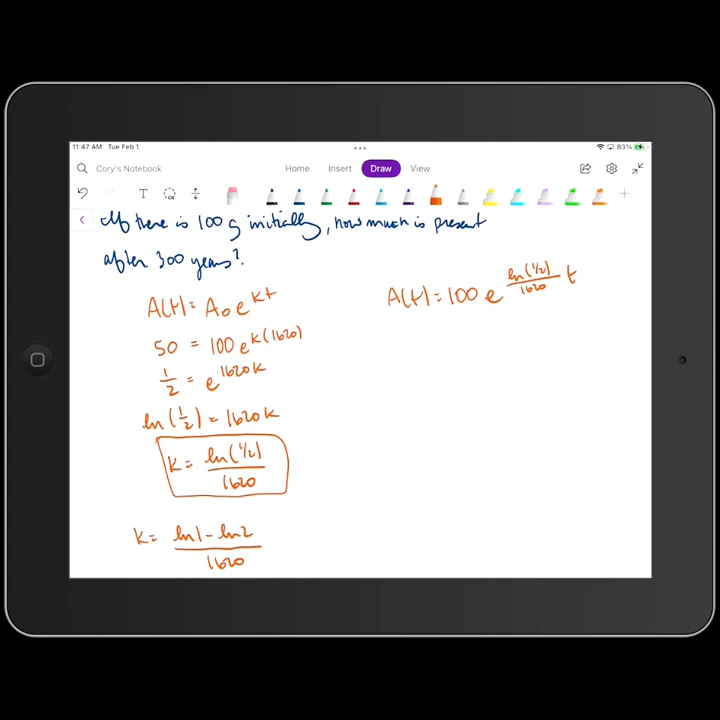 11:47 AM Tue Feb 1
83%
Cory's Notebook
Home Insert Draw View
If there is 100 g initially, how much is present
after 300 years?
A(t) = A₀ e^{kt}
50 = 100 e^{k(1620)}
1/2 = e^{1620k}
ln(1/2) = 1620k
k = ln(1/2)/1620
k = ln1 - ln2/1620
A(t) = 100 e^{ln(1/2)/1620 t}